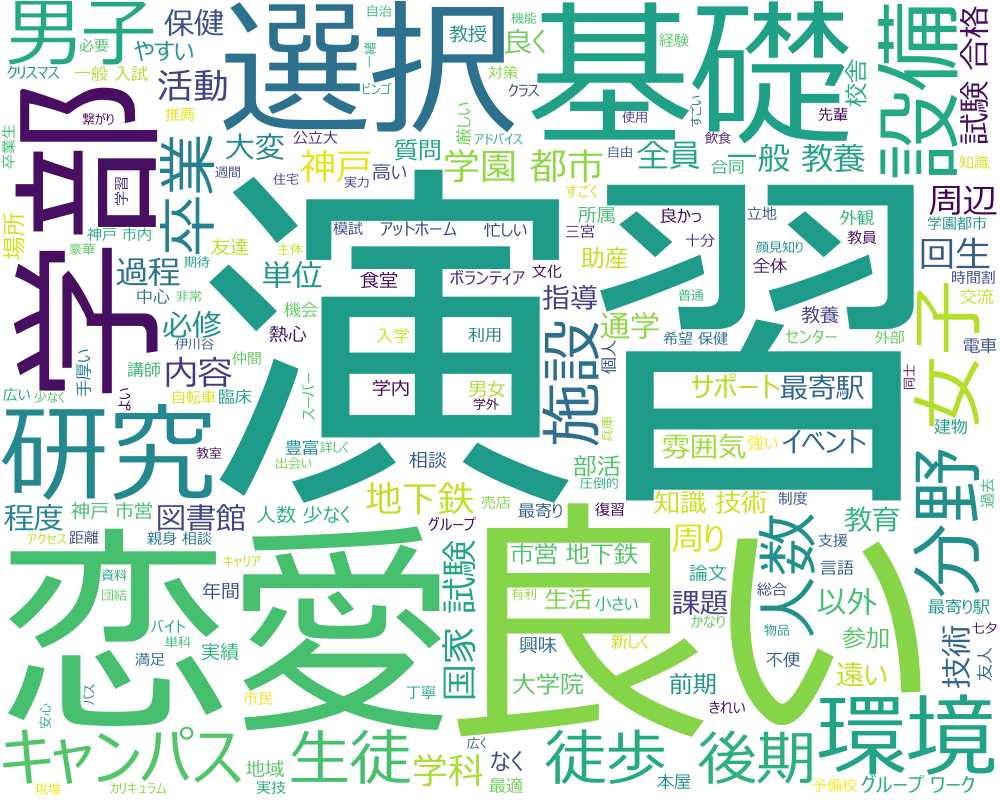 男子
必要
やすい
クリスマス
一般 入試
保健
活動
推薦
繋がり
卒業生
学部
学習
卒業
選択
自治
一緒
ビンゴ
教授
質問
厳しい
機能
良く
対策
クラス
アドバイス
経験
基礎
使用
すごい
飲食
先輩
校舎
設備
合格
試験
知識
大変
公立大
週間
住宅
神戸
実力
高い
学園 都市
自由
すごく
全員
合同
一般 教養
場所
神戸 市内
豪華
友達
主体
模試
アットホーム
忙しい
三宮
所属
良かっ
十分
立地
顔見知り
外観
教員
周辺
学園都市
過程
期待
中心
非常
単位
機会
食堂
ボランティア
文化
助産
指導
普通
全体
教養
回生
時間割
交流
演習
必修
伊川谷
熱心
入学
利用
施設
個人
通学
希望 保健
センター
外部
電車
女子
手厚い
講師
内容
仲間
スーパー
学内
男女
学外
サポート
最寄駅
同士
広い
少なく
よい
自転車
臨床
豊富
詳しく
出会い
相談
兵庫
雰囲気
強い
イベント
建物
研究
教室
部活
圧倒的
地下鉄
売店
最寄り
復習
知識 技術
制度
過去
分野
程度
神戸 市営
図書館
人数 少なく
グループ
周り
人数
教育
支援
アクセス
距離
親身 相談
キャリア
市営 地下鉄
論文
言語
恋愛
良い
資料
団結
年間
試験
有利
生活
小さい
課題
かなり
総合
以外
最寄り駅
バイト
単科
満足
実績
国家
興味
新しく
物品
参加
不便
技術
七夕
友人
バス
安心
市民
丁寧
大学院
前期
きれい
遠い
キャンパス
地域
実技
生徒
学科
広く
なく
最適
徒歩
本屋
後期
環境
現場
カリキュラム
予備校
グループ ワーク